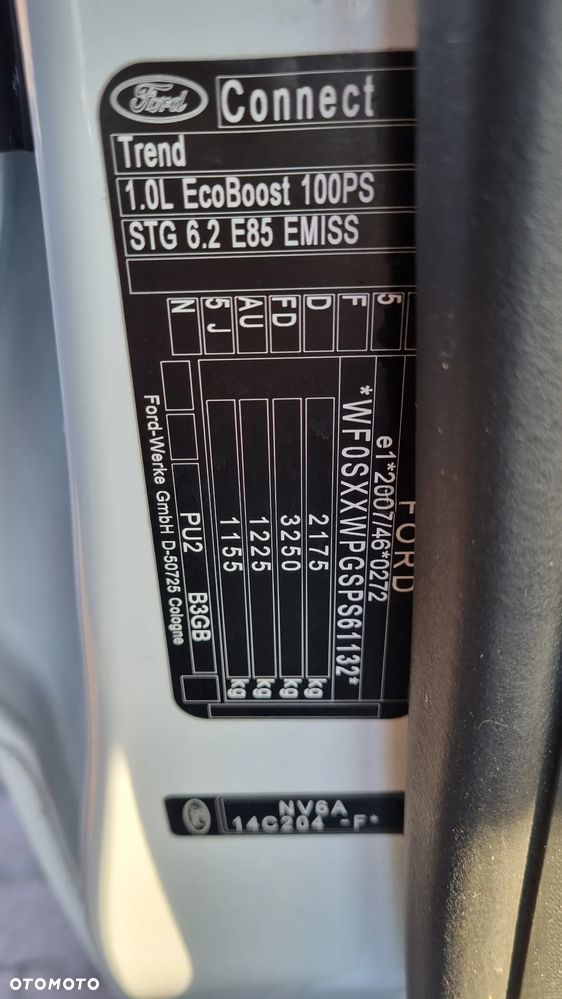 Ford
Connect
Trend
1.0L EcoBoost 100PS
STG 6.2 E85 EMISS
5
F
D
FD
AU
5J
N
FORD
e1*2007/46*0272
*WF0SXXWPGSPS61132*
2175 kg
3250 kg
1225 kg
1155 kg
PU2 B3GB
Ford-Werke GmbH D-50725 Cologne
Ford
NV6A
14C204 -F*
OTOMOTO